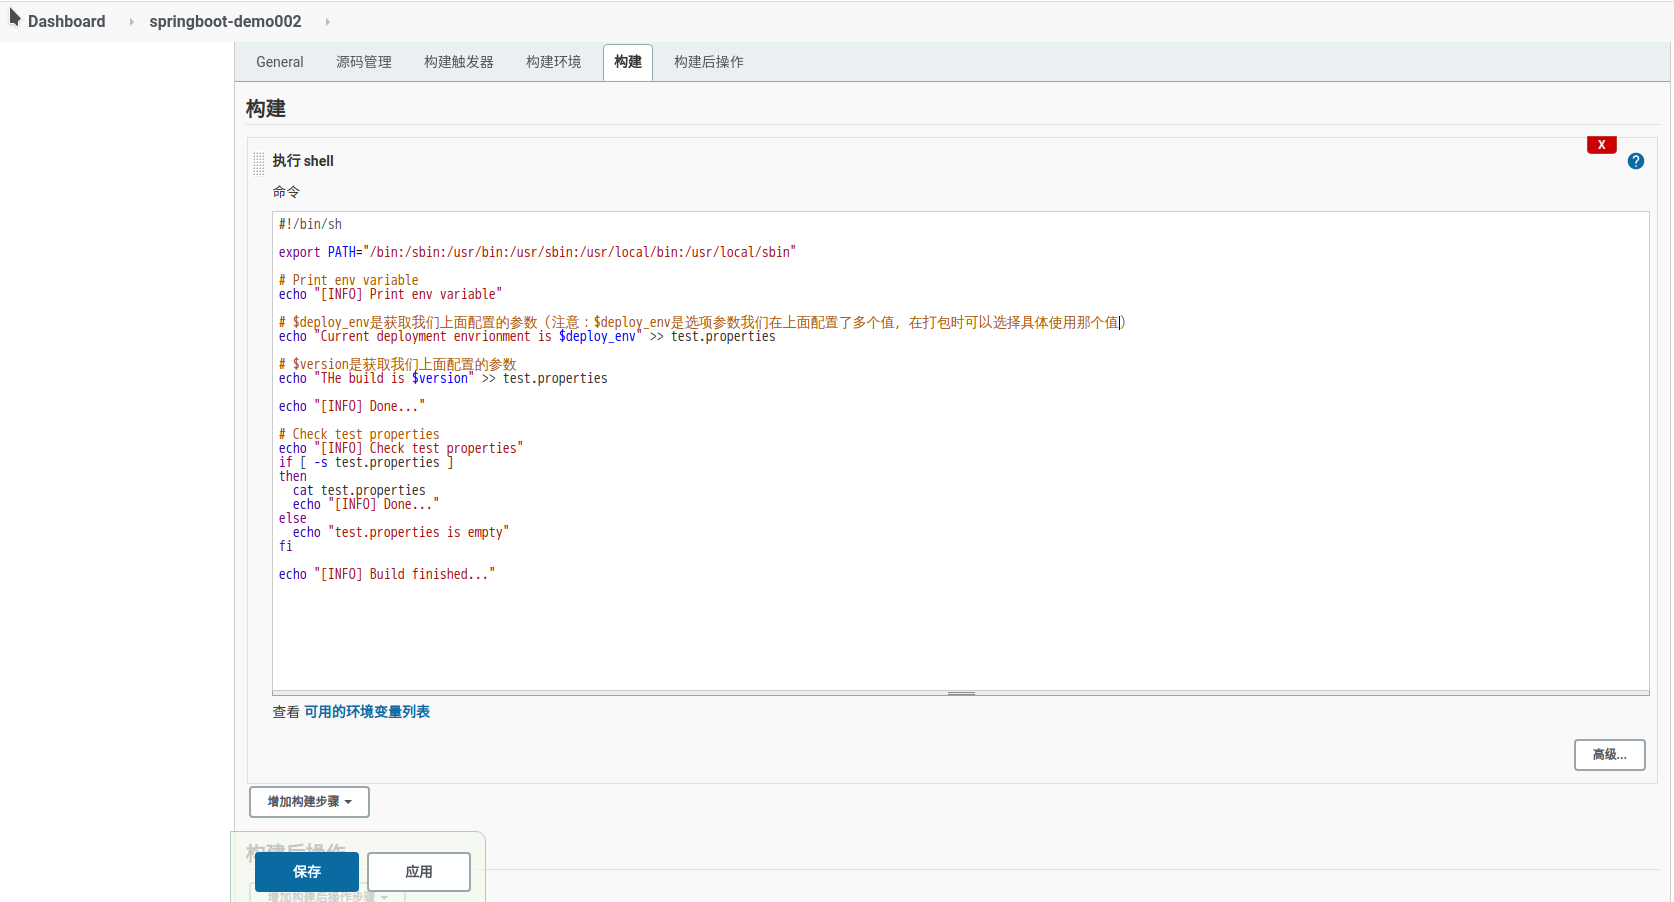 Dashboard springboot-demo002
General 源码管理 构建触发器 构建环境 构建 构建后操作
构建
X
执行 shell
?
命令
#!/bin/sh
export PATH="/bin:/sbin:/usr/bin:/usr/sbin:/usr/local/bin:/usr/local/sbin"
# Print env variable
echo "[INFO] Print env variable"
# $deploy_env是获取我们上面配置的参数（注意：$deploy_env是选项参数我们在上面配置了多个值，在打包时可以选择具体使用那个值）
echo "Current deployment envrionment is $deploy_env" >> test.properties
# $version是获取我们上面配置的参数
echo "THe build is $version" >> test.properties
echo "[INFO] Done..."
# Check test properties
echo "[INFO] Check test properties"
if [ -s test.properties ]
then
  cat test.properties
  echo "[INFO] Done..."
else
  echo "test.properties is empty"
fi
echo "[INFO] Build finished..."
查看 可用的环境变量列表
高级...
增加构建步骤
构建后操作
保存 应用
增加构建后操作步骤